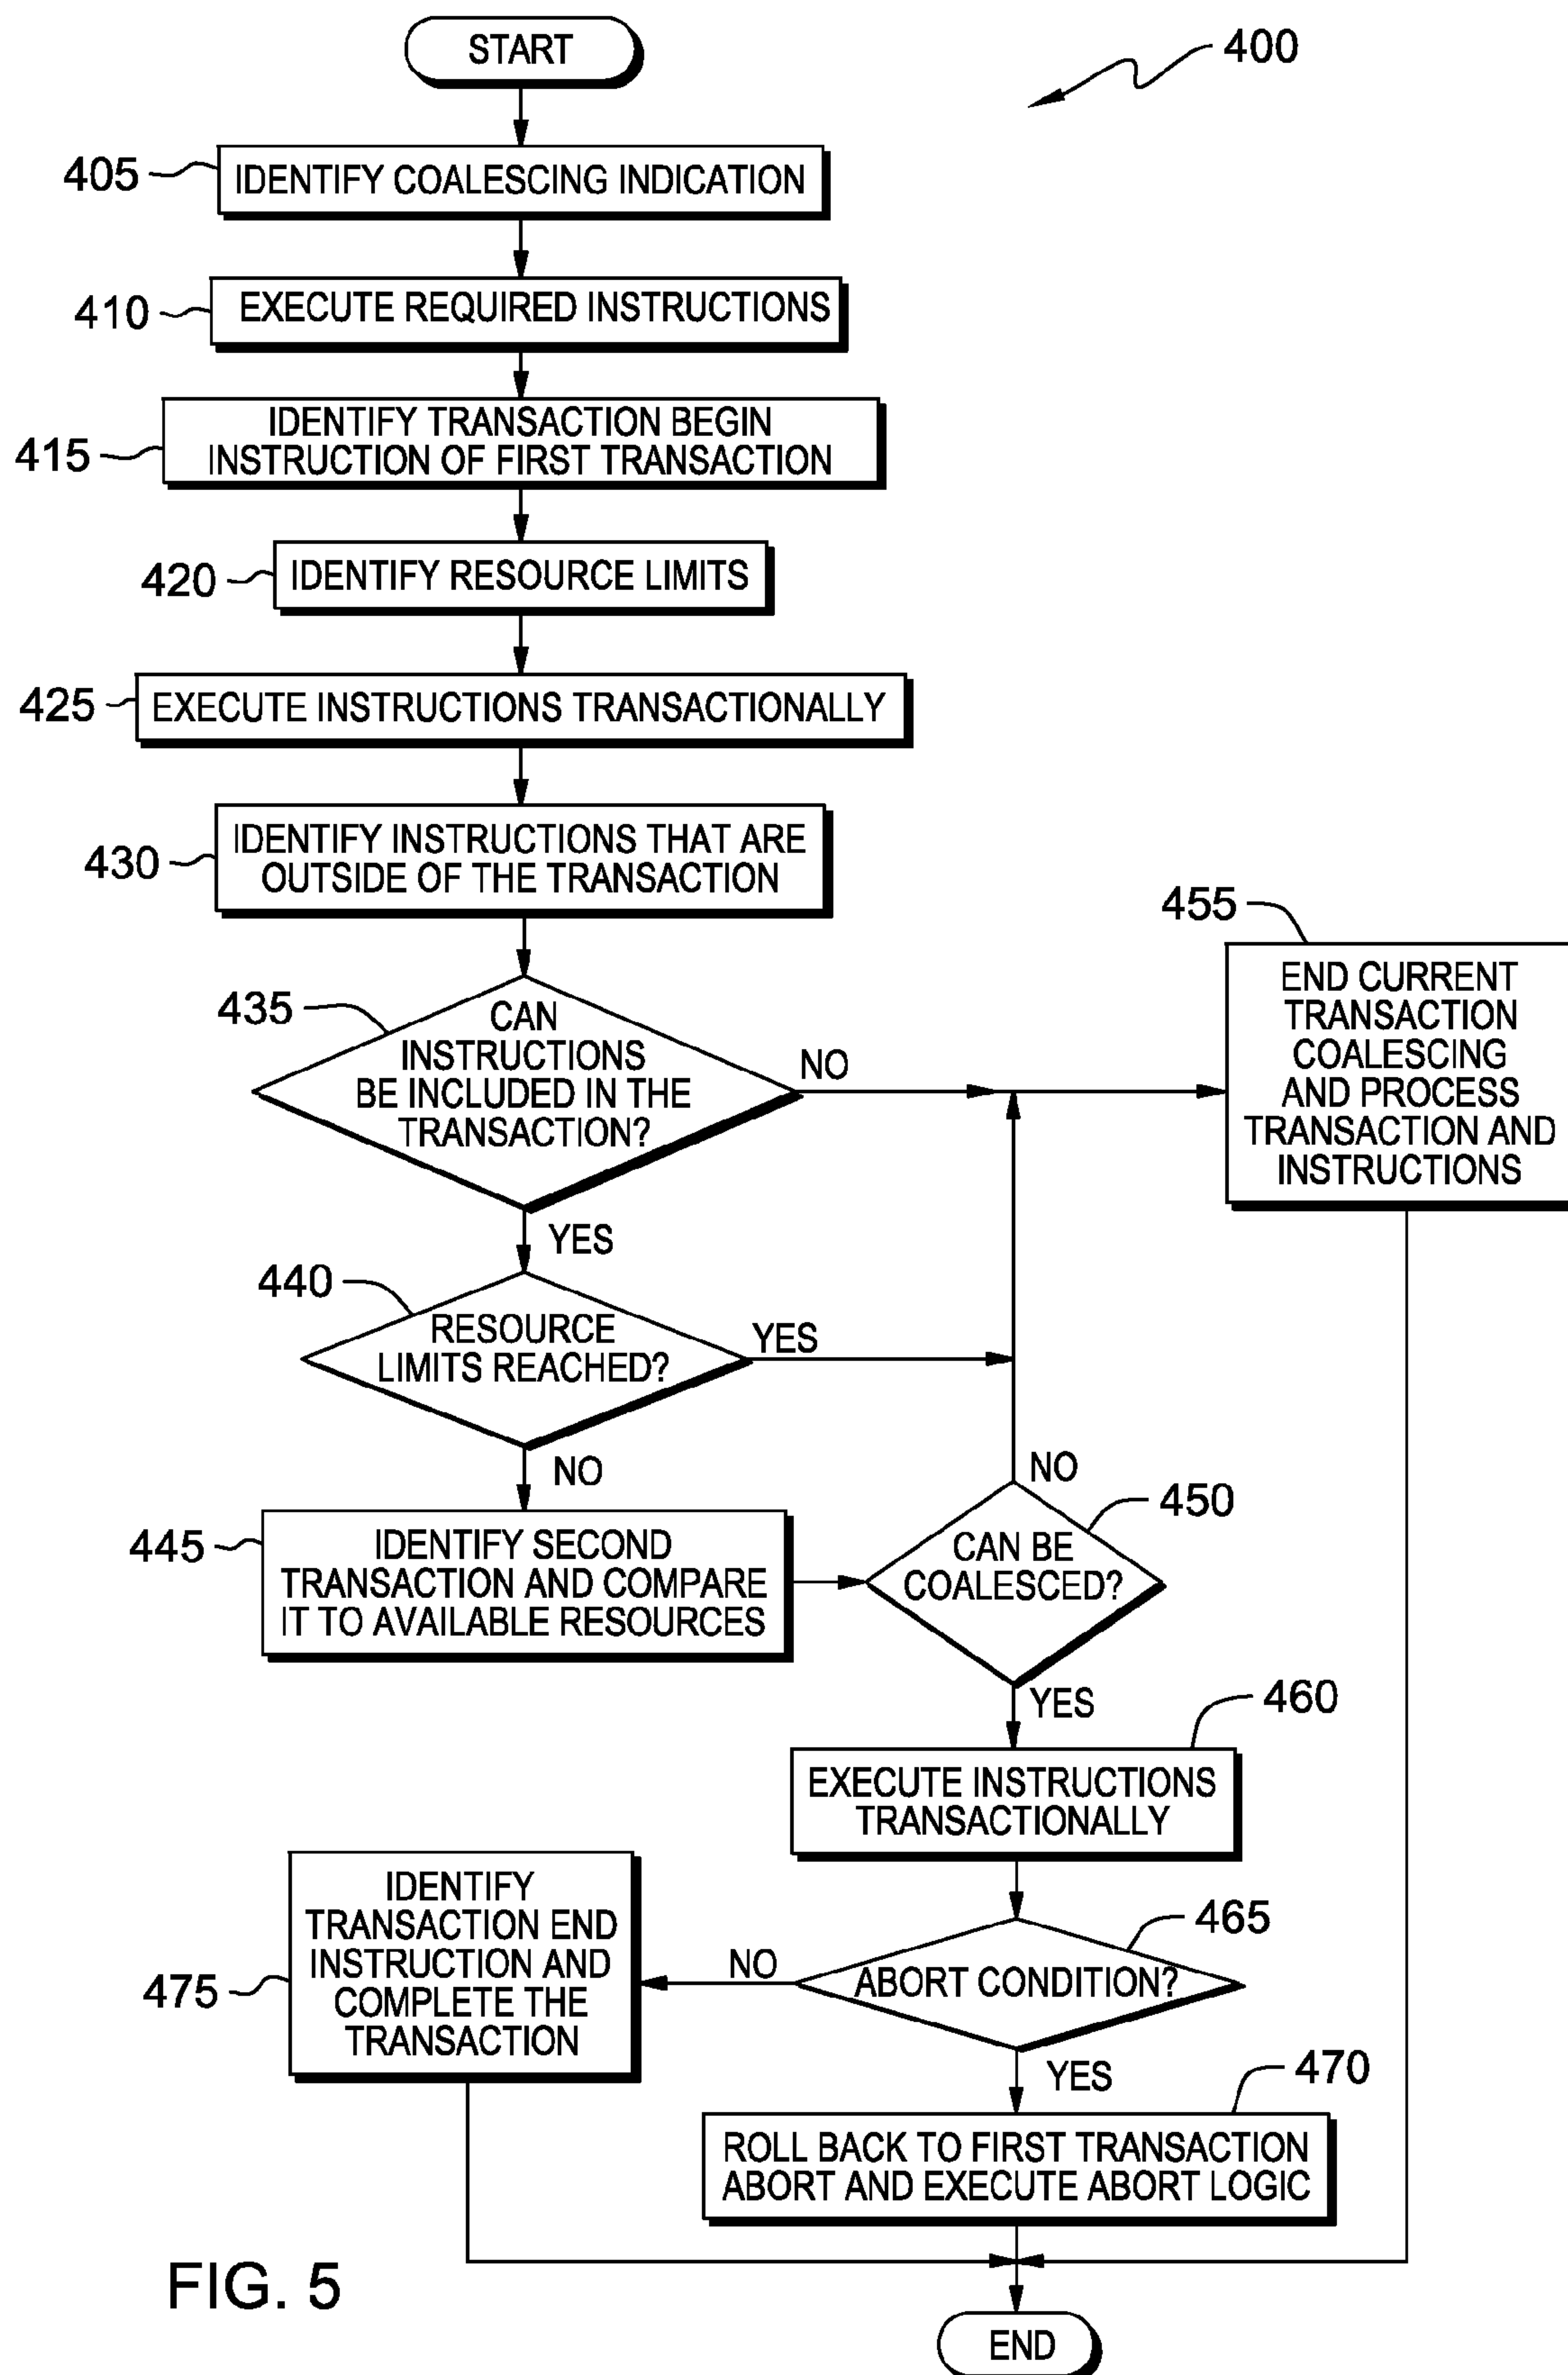 START
400
405
IDENTIFY COALESCING INDICATION
410
EXECUTE REQUIRED INSTRUCTIONS
415
IDENTIFY TRANSACTION BEGIN
INSTRUCTION OF FIRST TRANSACTION
420
IDENTIFY RESOURCE LIMITS
425
EXECUTE INSTRUCTIONS TRANSACTIONALLY
430
IDENTIFY INSTRUCTIONS THAT ARE
OUTSIDE OF THE TRANSACTION
435
CAN
INSTRUCTIONS
BE INCLUDED IN THE
TRANSACTION?
NO
455
END CURRENT
TRANSACTION
COALESCING
AND PROCESS
TRANSACTION AND
INSTRUCTIONS
YES
440
RESOURCE
LIMITS REACHED?
YES
NO
445
IDENTIFY SECOND
TRANSACTION AND COMPARE
IT TO AVAILABLE RESOURCES
NO
450
CAN BE
COALESCED?
YES
460
EXECUTE INSTRUCTIONS
TRANSACTIONALLY
465
ABORT CONDITION?
NO
475
IDENTIFY
TRANSACTION END
INSTRUCTION AND
COMPLETE THE
TRANSACTION
YES
470
ROLL BACK TO FIRST TRANSACTION
ABORT AND EXECUTE ABORT LOGIC
FIG. 5
END